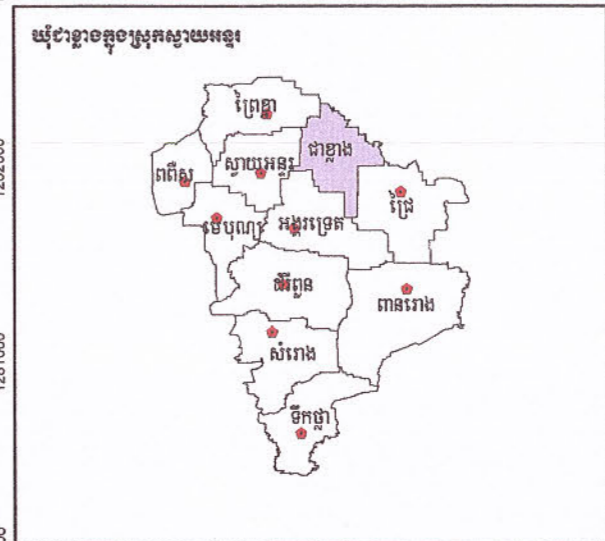 ឃុំជាខ្លាងក្នុងស្រុកស្វាយអន្ទរ
ព្រៃខ្លា
ជាខ្លាង
ស្វាយអន្ទរ
ពពឹស
ជ្រៃ
មេបុណ្យ
អង្គរទ្រេត
ដំរីពួន
ពានរោង
សំរោង
ទឹកថ្លា